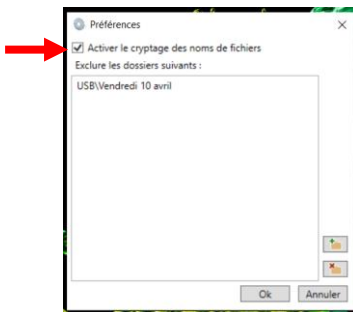 Préférences
Activer le cryptage des noms de fichiers
Exclure les dossiers suivants :
USB\Vendredi 10 avril
Ok Annuler